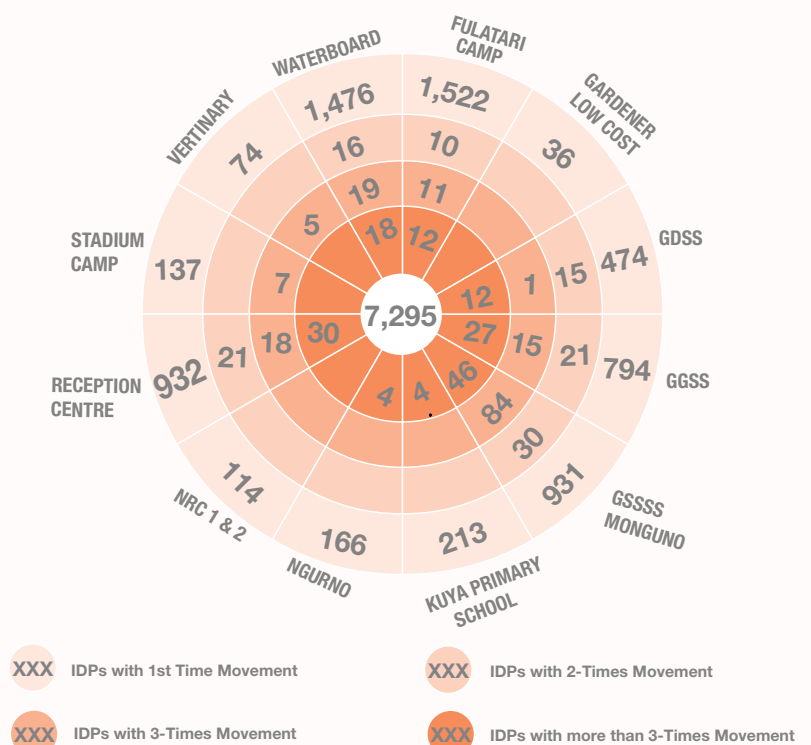 FULATARI
CAMP
WATERBOARD
GARDENER
LOW COST
VERTINARY
1,476
1,522
74
16
10
36
19
11
5
18
12
STADIUM
CAMP
GDSS
137
7
12
1
15
474
7,295
RECEPTION
CENTRE
932
21
18
30
27
15
21
794
GGSS
4
4
46
84
30
931
114
NRC 1 & 2
GSSSS
MONGUNO
166
213
NGURNO
KUYA PRIMARY
SCHOOL
XXX IDPs with 1st Time Movement
XXX IDPs with 2-Times Movement
XXX IDPs with 3-Times Movement
XXX IDPs with more than 3-Times Movement